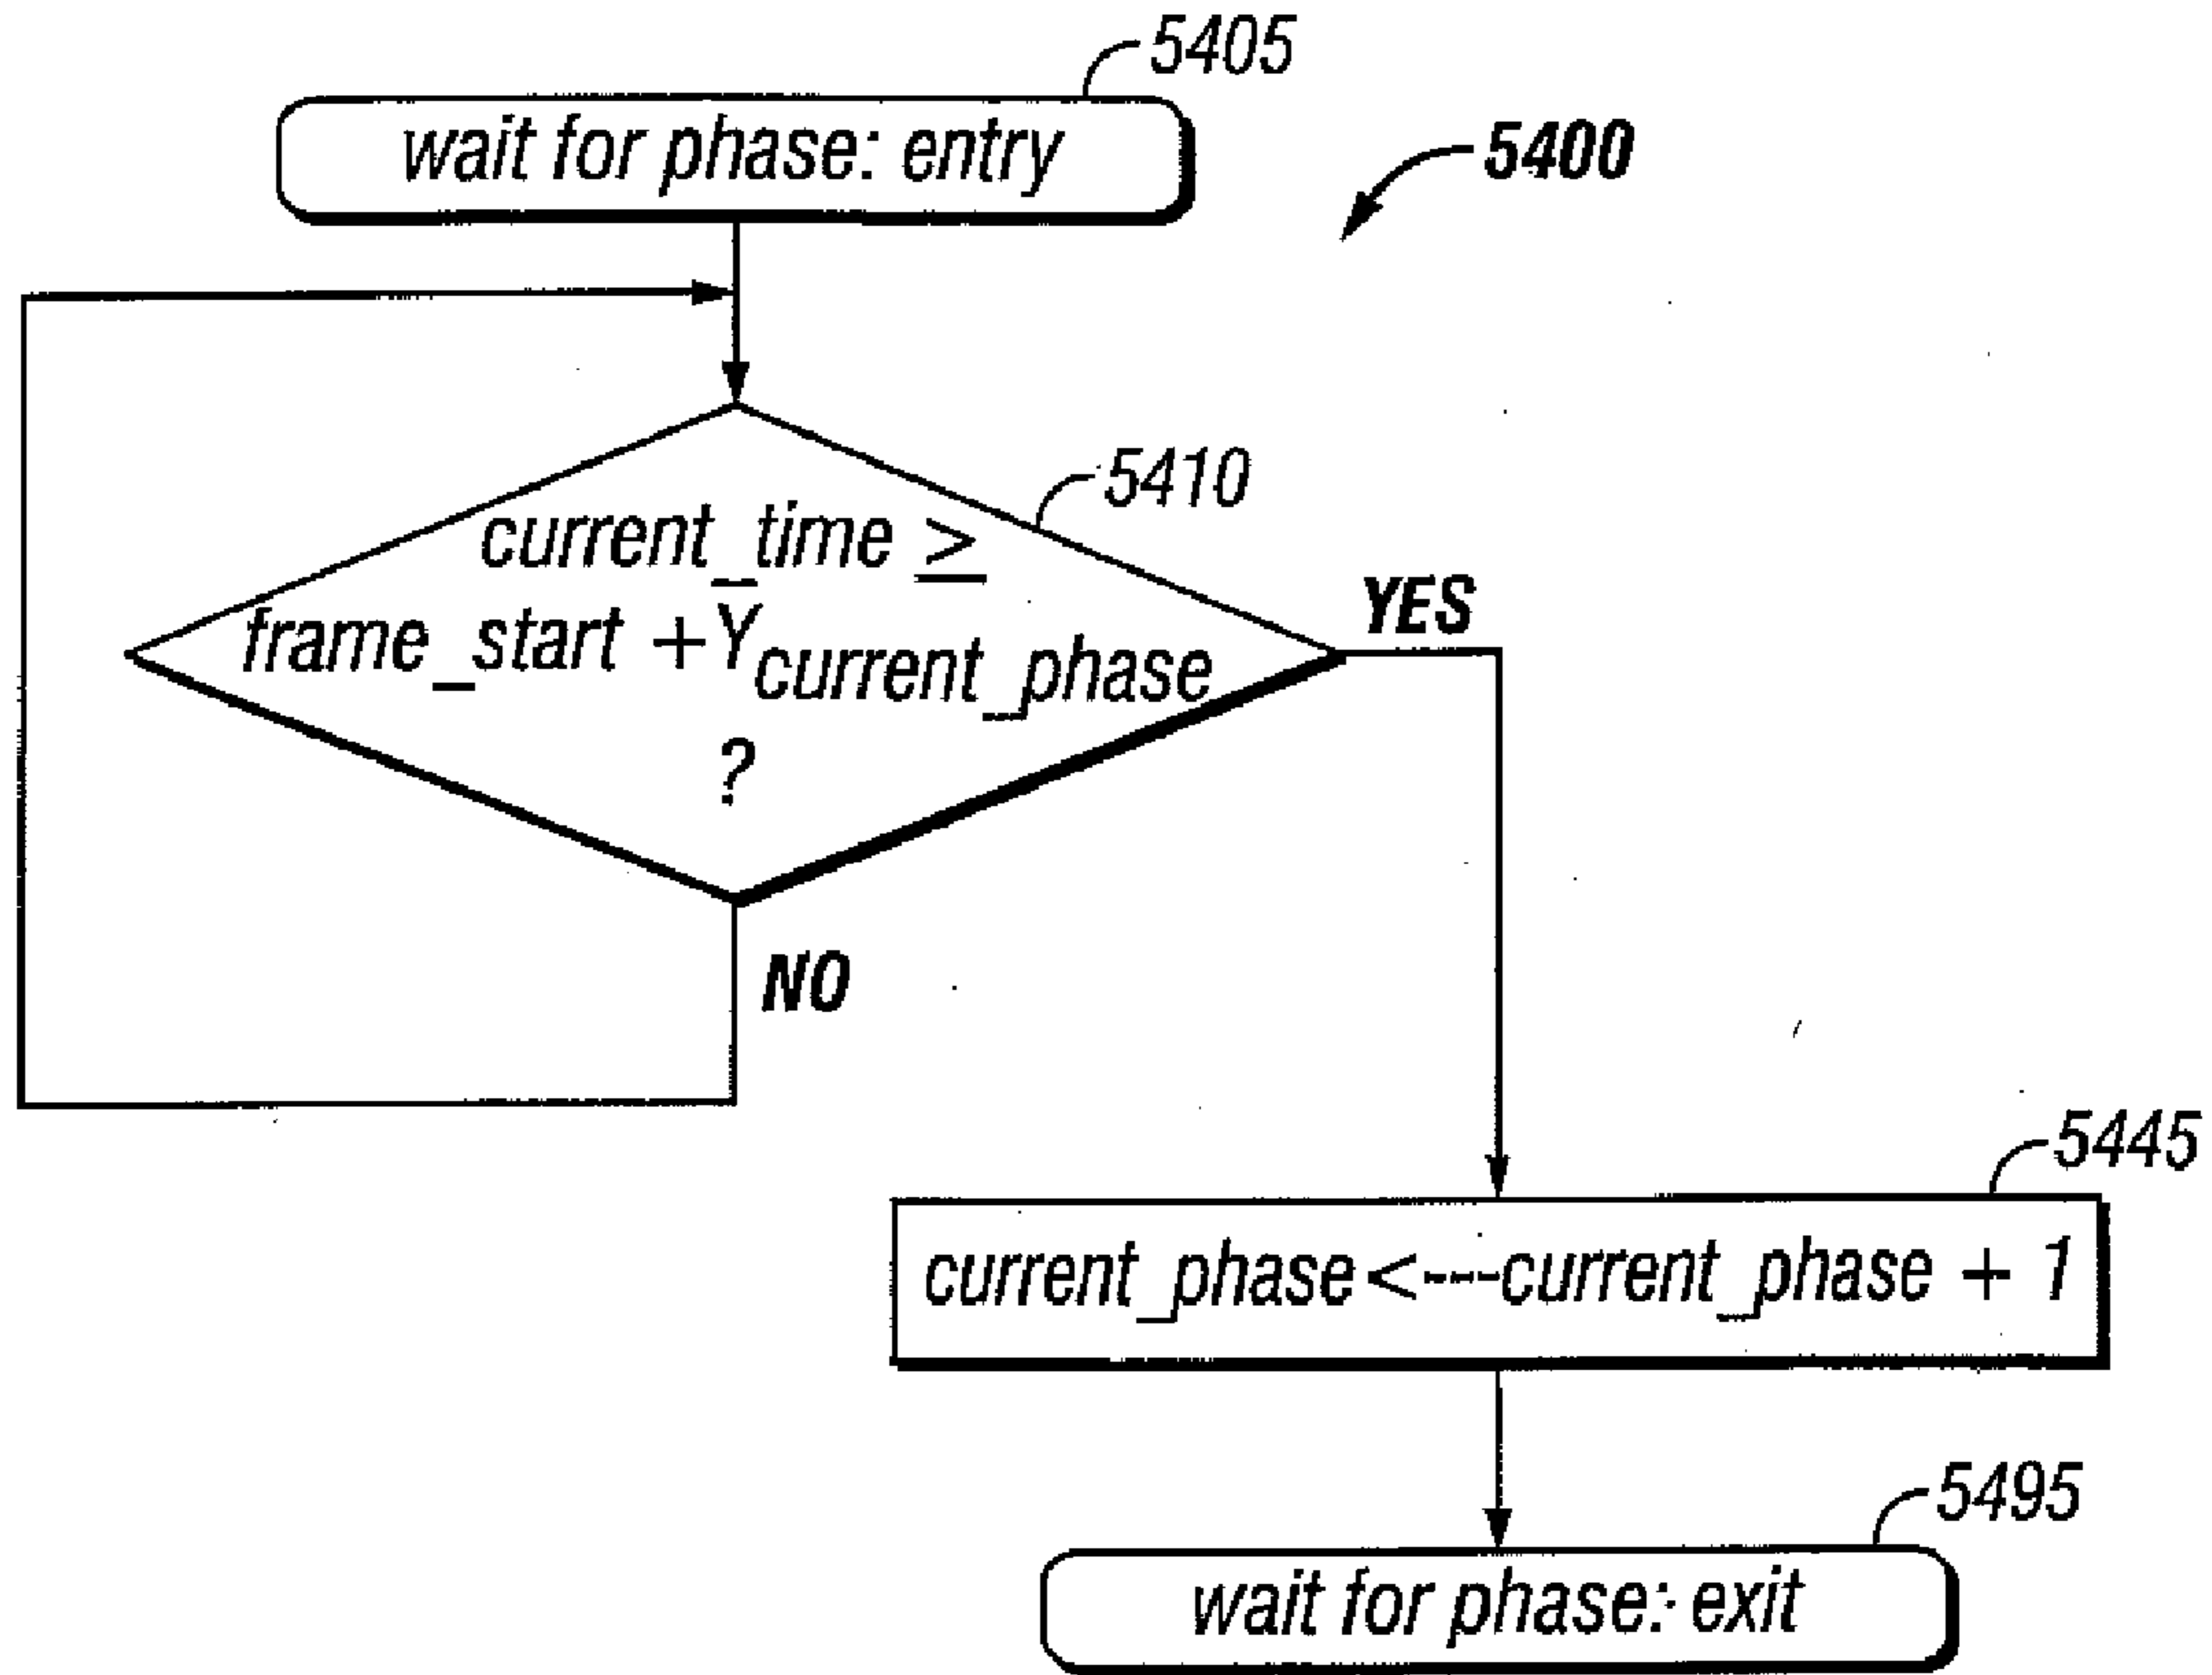 5405
wait for phase: entry
5400
5410
current_time ≥
frame_start + Ycurrent_phase
?
YES
NO
5445
current_phase <---current_phase + 1
5495
wait for phase: exit